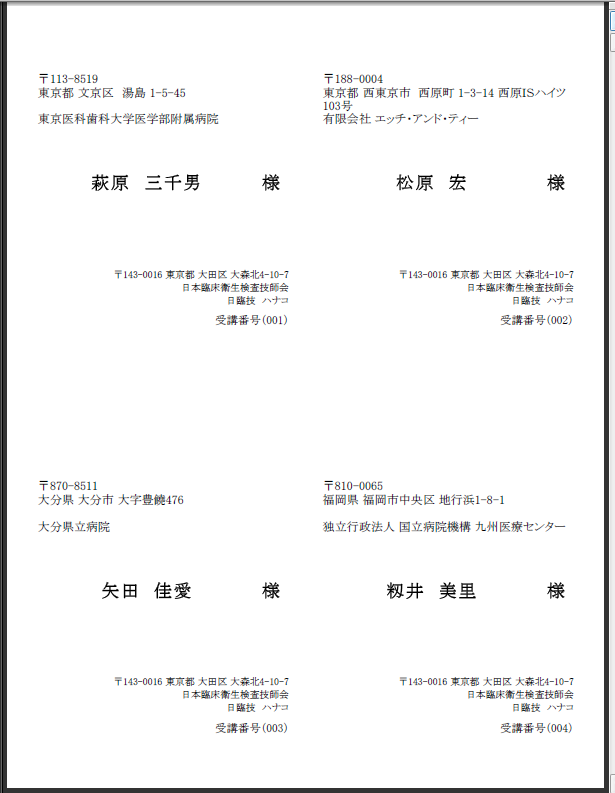 〒113-8519
東京都 文京区 湯島 1-5-45
東京医科歯科大学医学部附属病院
萩原 三千男 様
〒143-0016 東京都 大田区 大森北4-10-7
日本臨床衛生検査技師会
日臨技 ハナコ
受講番号(001)
〒188-0004
東京都 西東京市 西原町 1-3-14 西原ISハイツ
103号
有限会社 エッチ・アンド・ティー
松原 宏 様
〒143-0016 東京都 大田区 大森北4-10-7
日本臨床衛生検査技師会
日臨技 ハナコ
受講番号(002)
〒870-8511
大分県 大分市 大字豊饒476
大分県立病院
矢田 佳愛 様
〒143-0016 東京都 大田区 大森北4-10-7
日本臨床衛生検査技師会
日臨技 ハナコ
受講番号(003)
〒810-0065
福岡県 福岡市中央区 地行浜1-8-1
独立行政法人 国立病院機構 九州医療センター
籾井 美里 様
〒143-0016 東京都 大田区 大森北4-10-7
日本臨床衛生検査技師会
日臨技 ハナコ
受講番号(004)